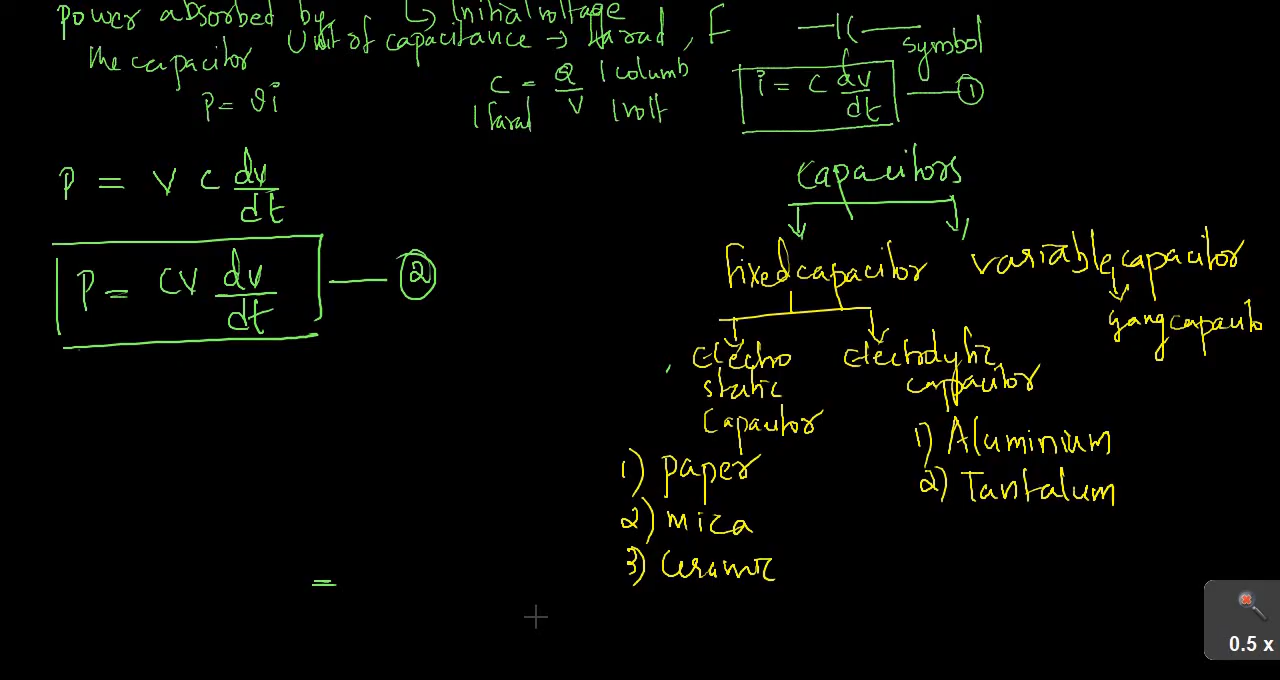 power absorbed by
the capacitor
P = vi
↳ Initial voltage
Unit of capacitance → farad, F
C = Q/V 1 columb
1 farad 1 volt
symbol
i = C dv/dt — ①
P = V C dv/dt
P = CV dv/dt — ②
Capacitors
fixed capacitor
variable capacitor
gang capacito
Electro
static
Capacitor
Electrolytic
capacitor
1) paper
2) mica
3) Ceramic
1) Aluminium
2) Tantalum
=
0.5 x